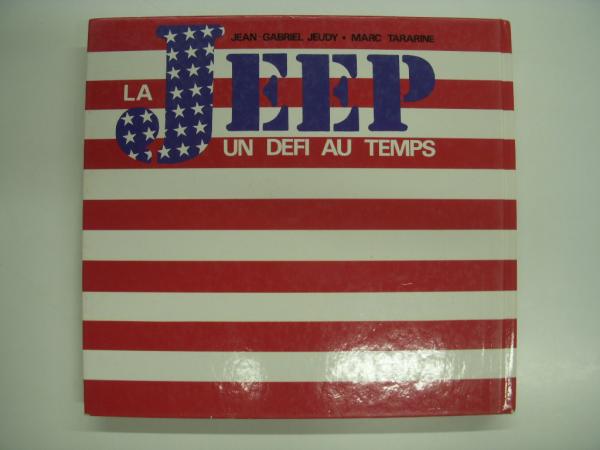 JEAN-GABRIEL JEUDY • MARC TARARINE
LA JEEP
UN DEFI AU TEMPS